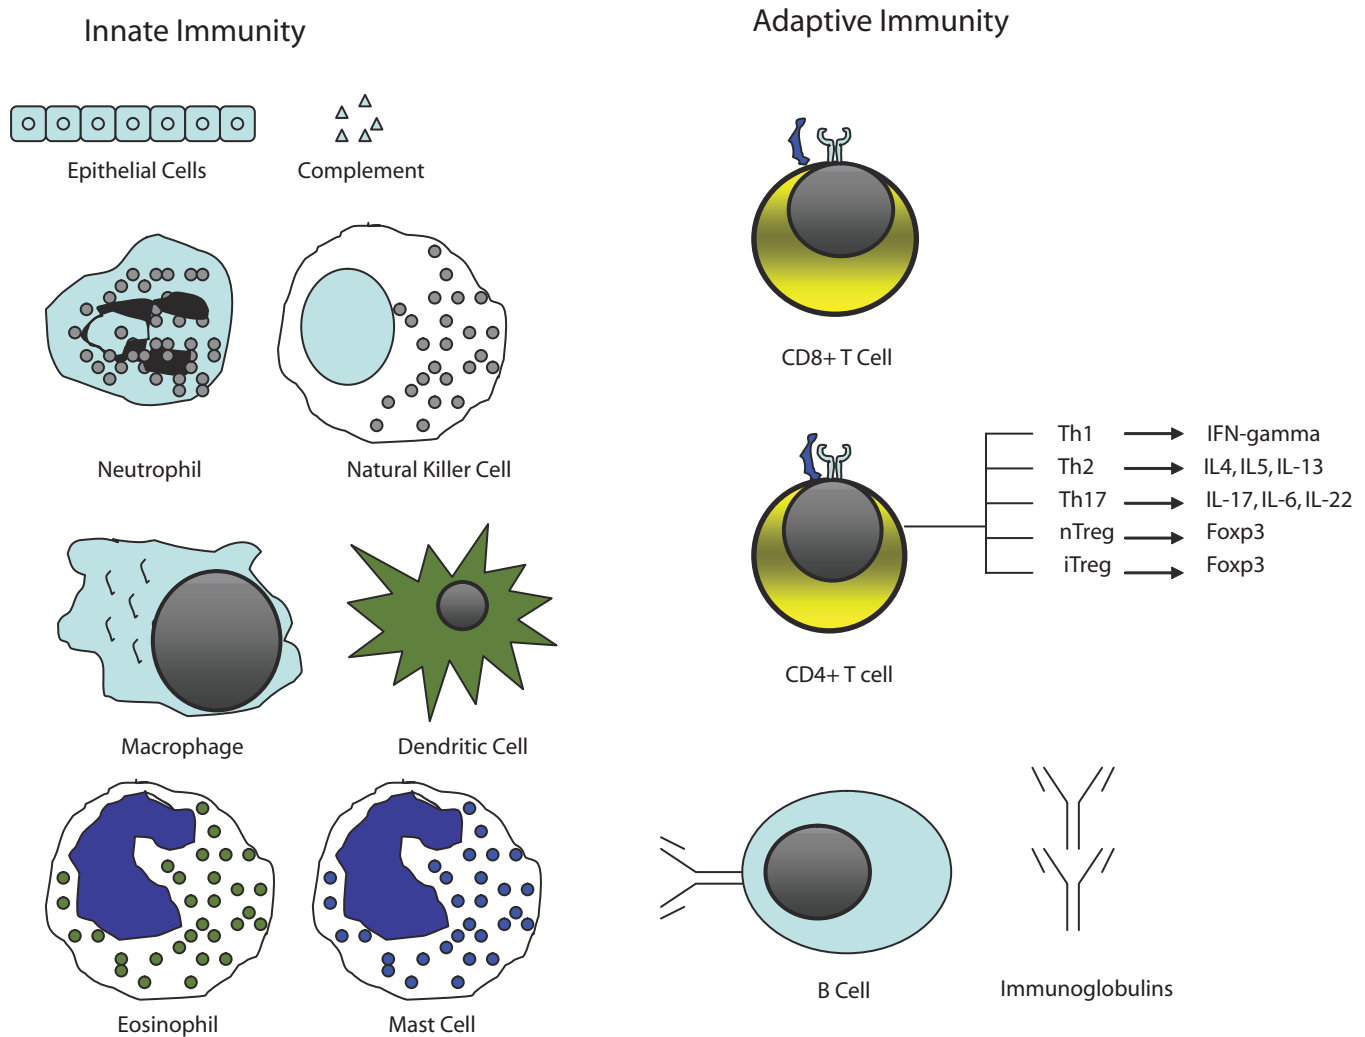 Innate Immunity
Epithelial Cells
Complement
Neutrophil
Natural Killer Cell
Macrophage
Dendritic Cell
Eosinophil
Mast Cell
Adaptive Immunity
CD8+ T Cell
CD4+ T cell
Th1 IFN-gamma
Th2 IL4, IL5, IL-13
Th17 IL-17, IL-6, IL-22
nTreg Foxp3
iTreg Foxp3
B Cell
Immunoglobulins